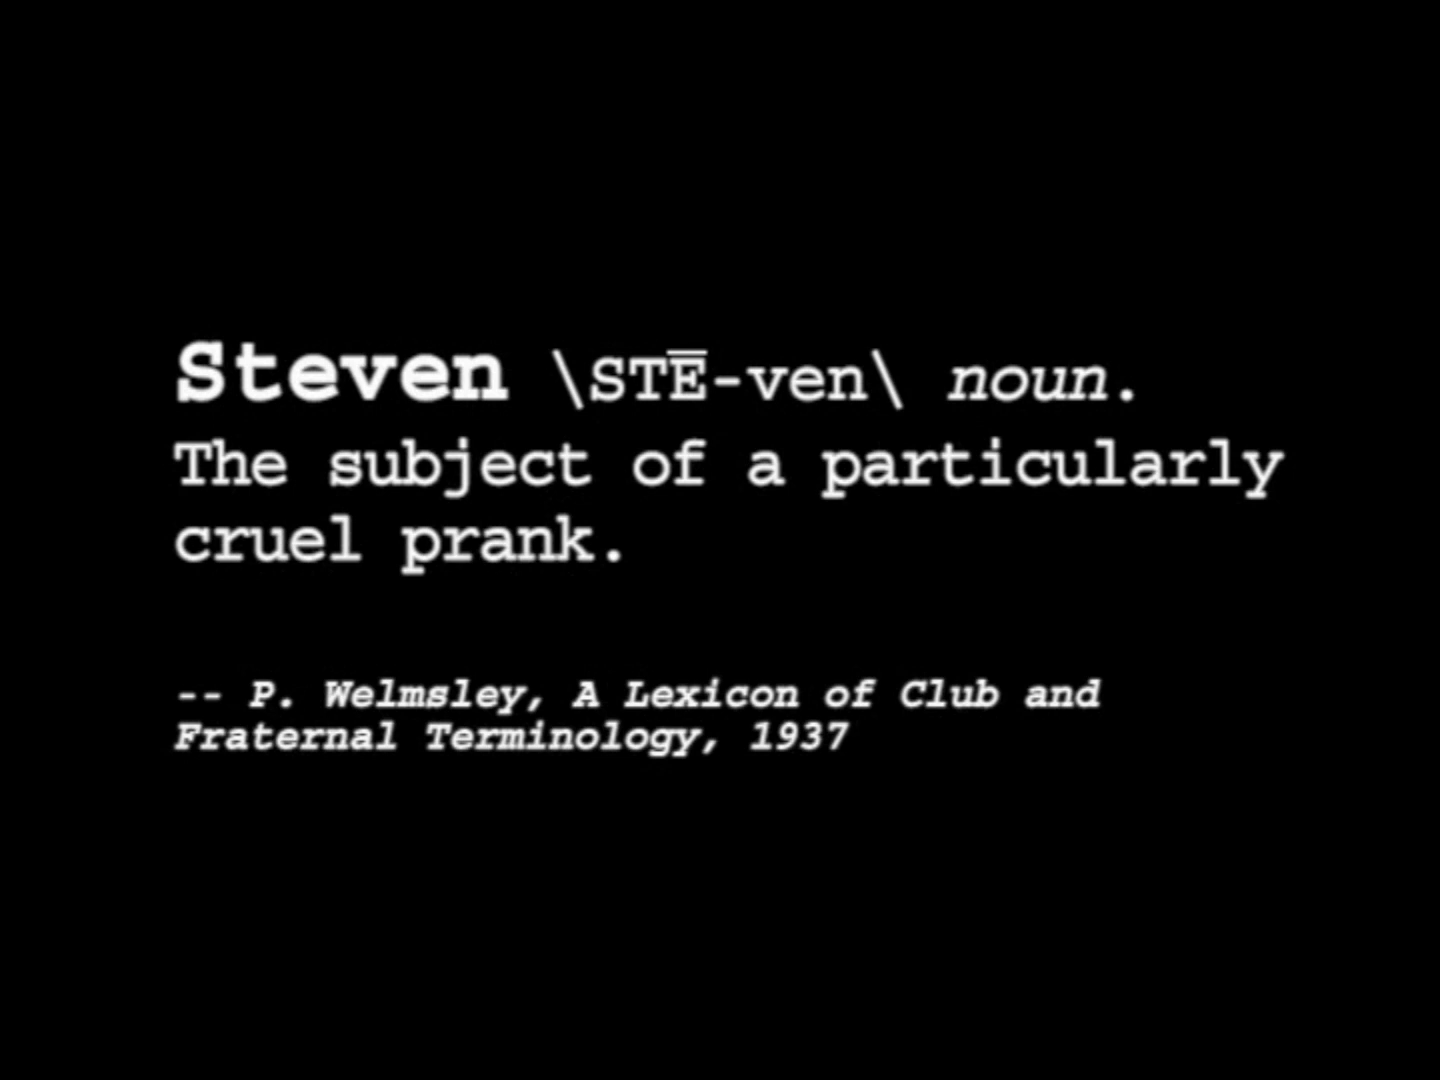 Steven \STĒ-ven\ noun.
The subject of a particularly
cruel prank.
-- P. Welmsley, A Lexicon of Club and
Fraternal Terminology, 1937